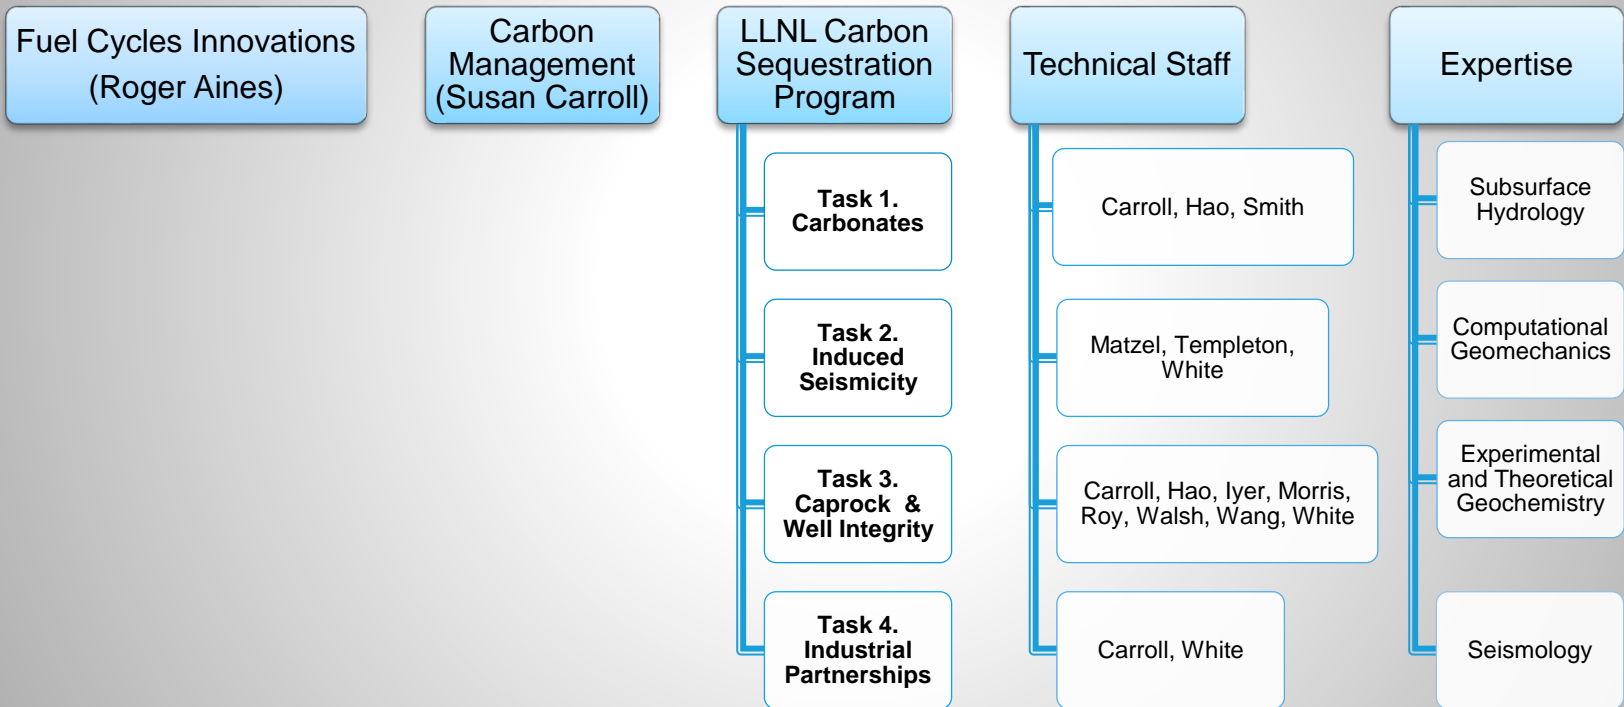 Fuel Cycles Innovations
(Roger Aines)
Carbon
Management
(Susan Carroll)
LLNL Carbon
Sequestration
Program
Technical Staff
Expertise
Task 1.
Carbonates
Task 2.
Induced
Seismicity
Task 3.
Caprock & 
Well Integrity
Task 4.
Industrial
Partnerships
Carroll, Hao, Smith
Matzel, Templeton,
White
Carroll, Hao, Iyer, Morris,
Roy, Walsh, Wang, White
Carroll, White
Subsurface
Hydrology
Computational
Geomechanics
Experimental
and Theoretical
Geochemistry
Seismology